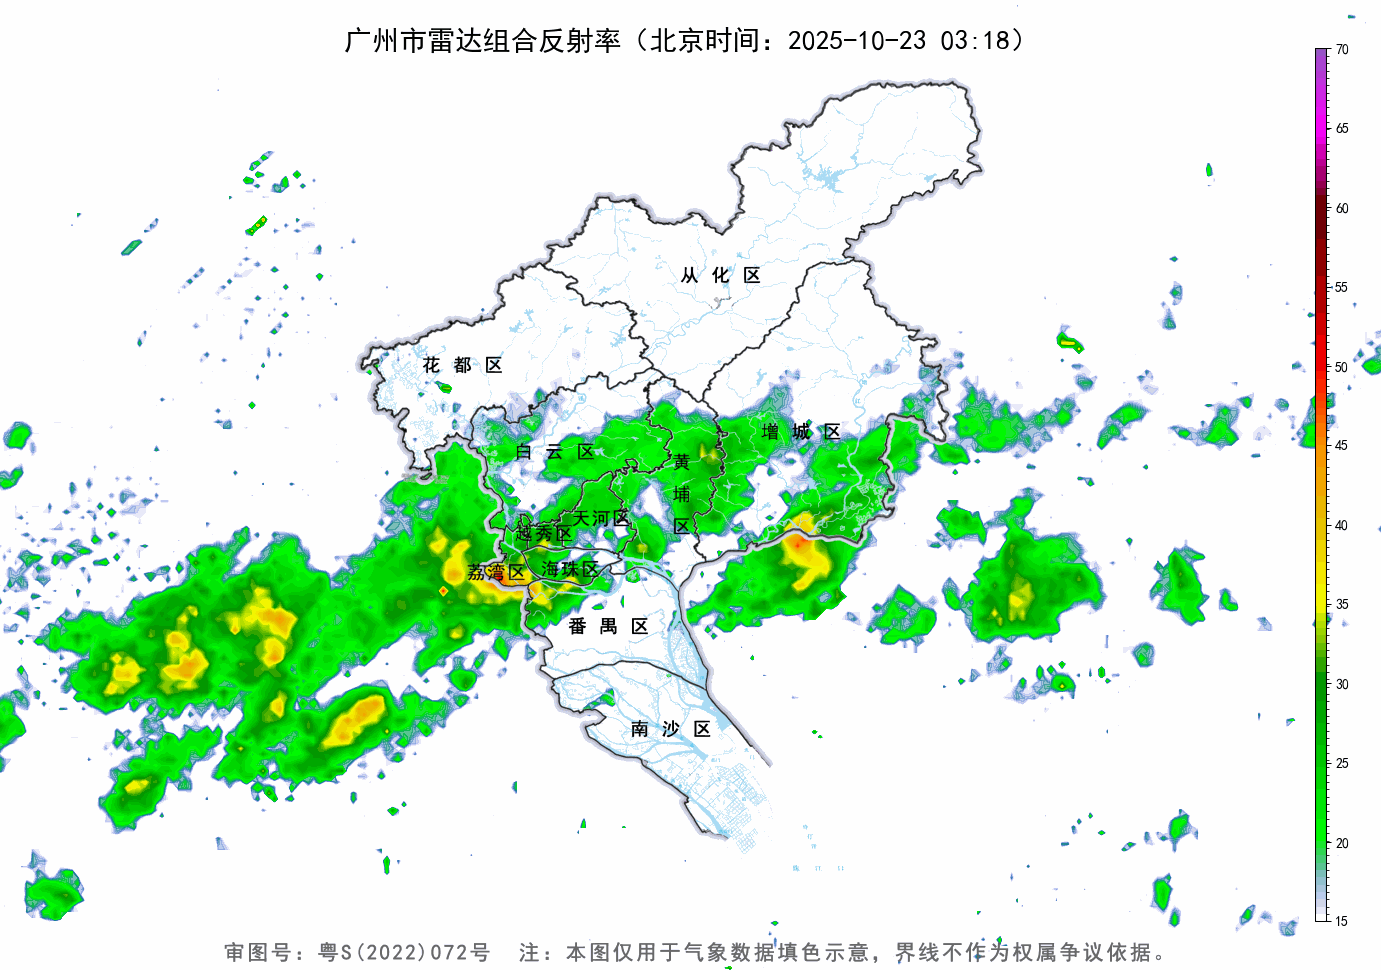 广州市雷达组合反射率（北京时间：2025-10-23 03:18）
70
65
60
55
50
45
40
35
30
25
20
15
从化区
花都区
增城区
白云区
黄埔区
天河区
越秀区
荔湾区
海珠区
番禺区
南沙区
审图号：粤S(2022)072号 注：本图仅用于气象数据填色示意，界线不作为权属争议依据。